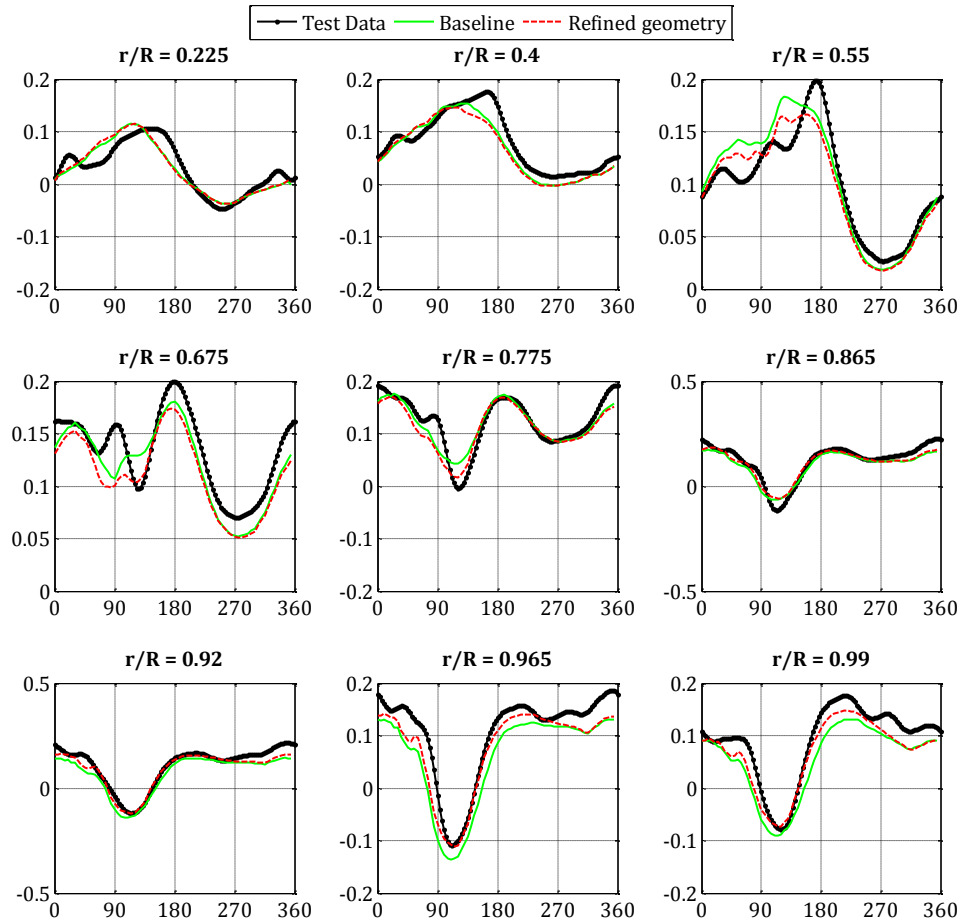 Test Data Baseline Refined geometry
r/R = 0.225 r/R = 0.4 r/R = 0.55
0.2 0.2 0.2
0.1 0.1 0.15
0 0 0.1
-0.1 -0.1 0.05
-0.2 -0.2 0
0 90 180 270 360 0 90 180 270 360 0 90 180 270 360
r/R = 0.675 r/R = 0.775 r/R = 0.865
0.2 0.2 0.5
0.15 0.1
0.1 0 0
0.05 -0.1
0 -0.2 -0.5
0 90 180 270 360 0 90 180 270 360 0 90 180 270 360
r/R = 0.92 r/R = 0.965 r/R = 0.99
0.5 0.2 0.2
0.1 0.1
0 0 0
-0.1 -0.1
-0.5 -0.2 -0.2
0 90 180 270 360 0 90 180 270 360 0 90 180 270 360